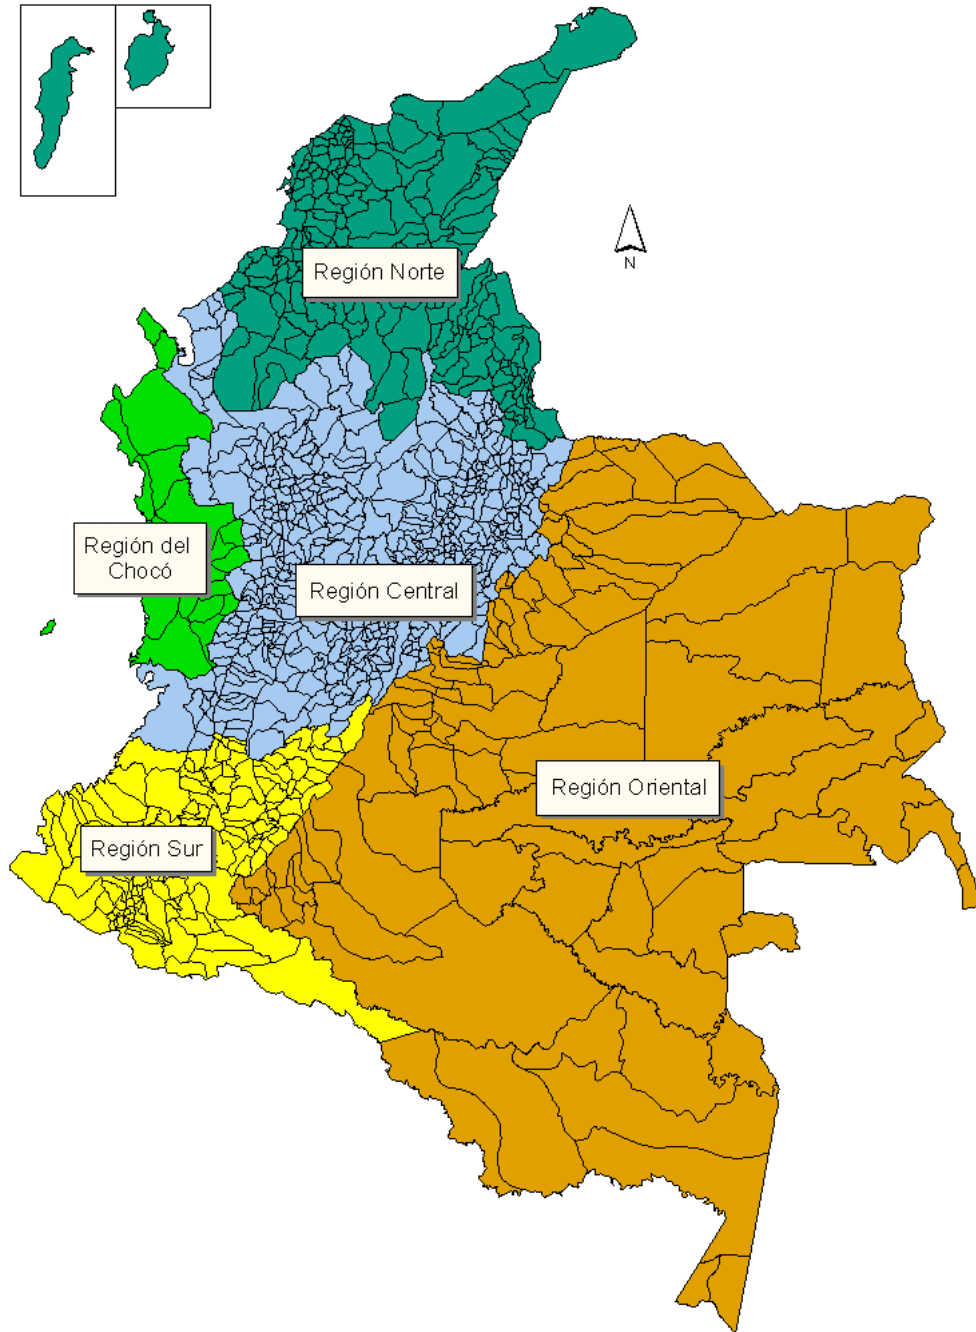 N
Región Norte
Región del
Chocó
Región Central
Región Oriental
Región Sur